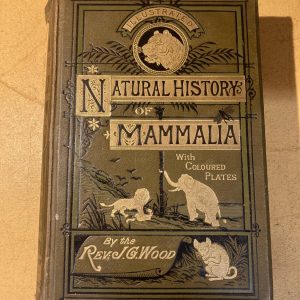 ILLUSTRATED
NATURAL HISTORY
OF
MAMMALIA
With
COLOURED
PLATES
By the
REV. J.G. WOOD